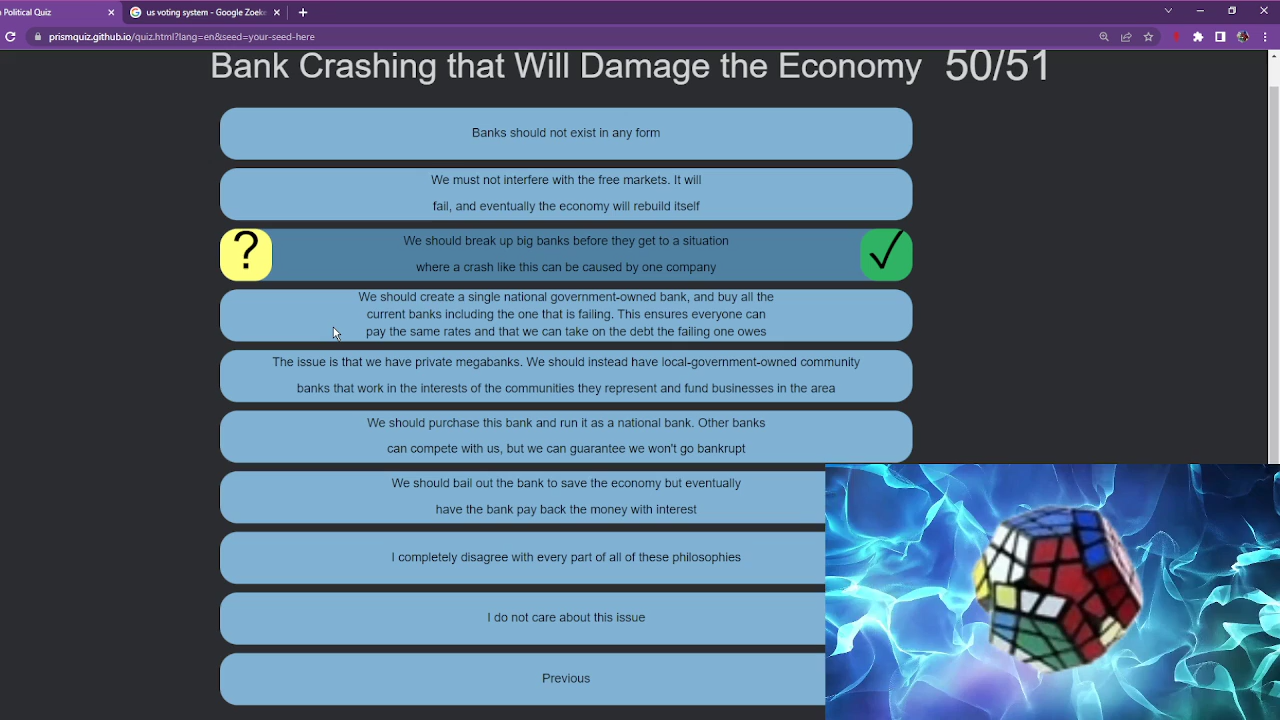 Political Quiz
us voting system - Google Zoeke
prismquiz.github.io/quiz.html?lang=en&seed=your-seed-here
Bank Crashing that Will Damage the Economy 50/51
Banks should not exist in any form
We must not interfere with the free markets. It will
fail, and eventually the economy will rebuild itself
?
We should break up big banks before they get to a situation
where a crash like this can be caused by one company
✓
We should create a single national government-owned bank, and buy all the
current banks including the one that is failing. This ensures everyone can
pay the same rates and that we can take on the debt the failing one owes
The issue is that we have private megabanks. We should instead have local-government-owned community
banks that work in the interests of the communities they represent and fund businesses in the area
We should purchase this bank and run it as a national bank. Other banks
can compete with us, but we can guarantee we won't go bankrupt
We should bail out the bank to save the economy but eventually
have the bank pay back the money with interest
I completely disagree with every part of all of these philosophies
I do not care about this issue
Previous